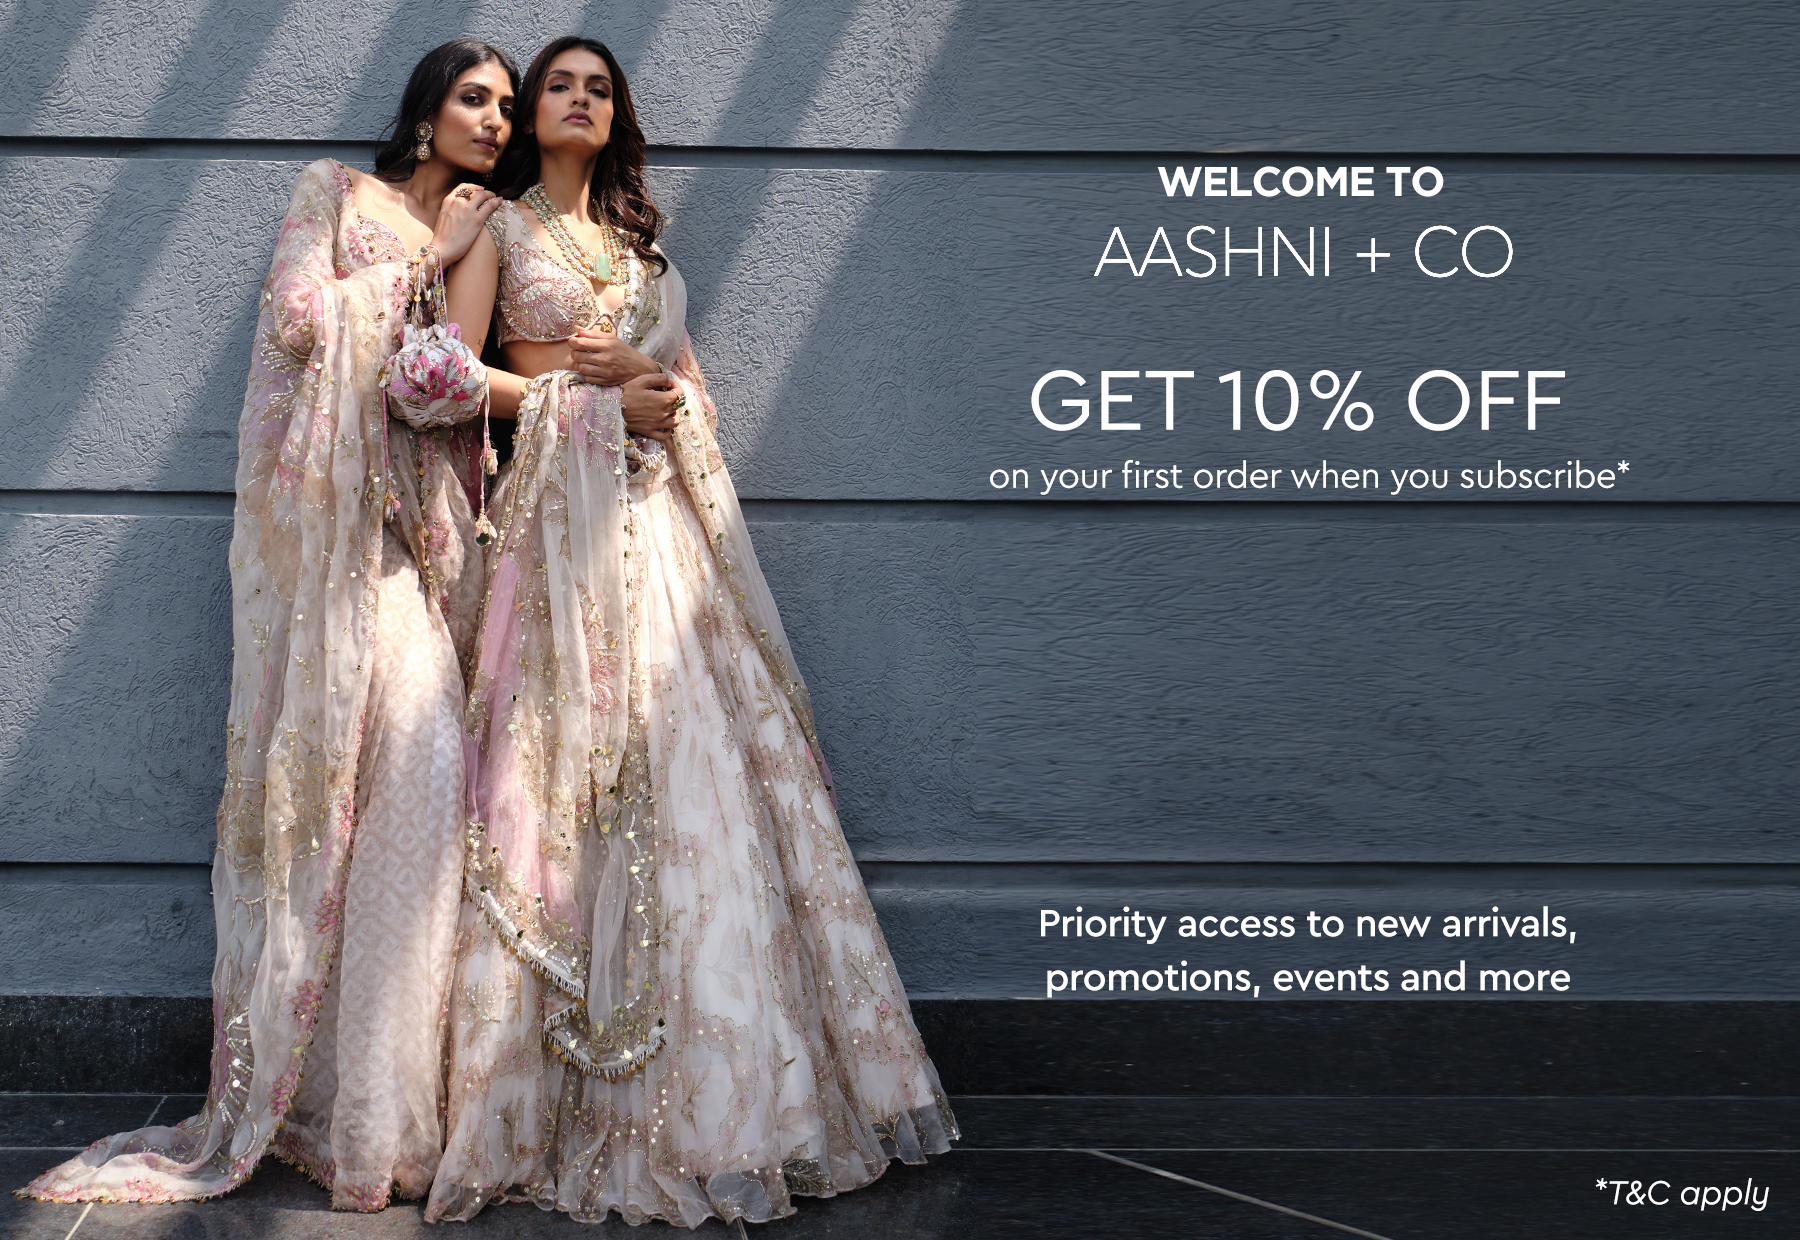 WELCOME TO
AASHNI + CO
GET 10% OFF
on your first order when you subscribe*
Priority access to new arrivals,
promotions, events and more
*T&C apply